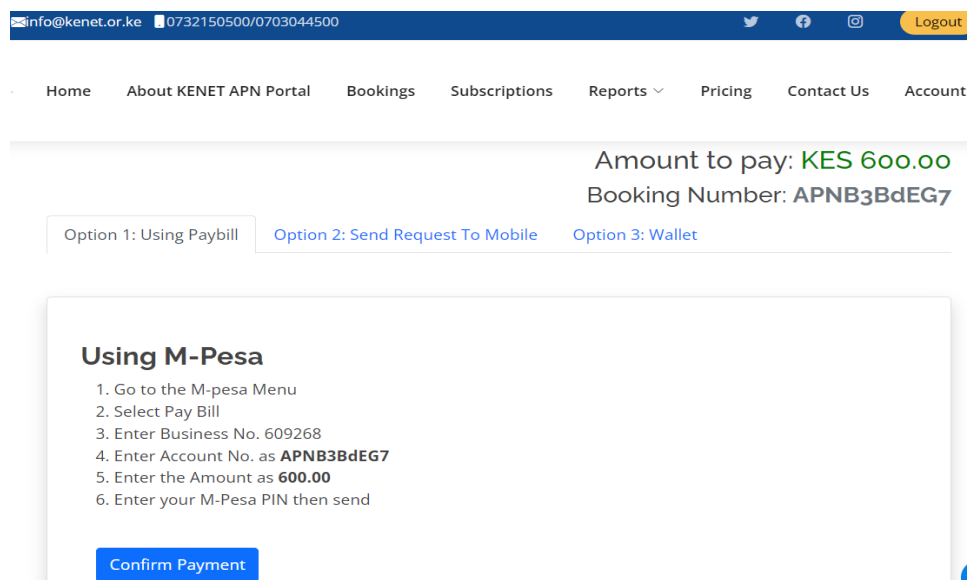 info@kenet.or.ke 0732150500/0703044500 Logout
Home About KENET APN Portal Bookings Subscriptions Reports Pricing Contact Us Account
Amount to pay: KES 600.00
Booking Number: APNB3BdEG7
Option 1: Using Paybill Option 2: Send Request To Mobile Option 3: Wallet
Using M-Pesa
1. Go to the M-pesa Menu
2. Select Pay Bill
3. Enter Business No. 609268
4. Enter Account No. as APNB3BdEG7
5. Enter the Amount as 600.00
6. Enter your M-Pesa PIN then send
Confirm Payment